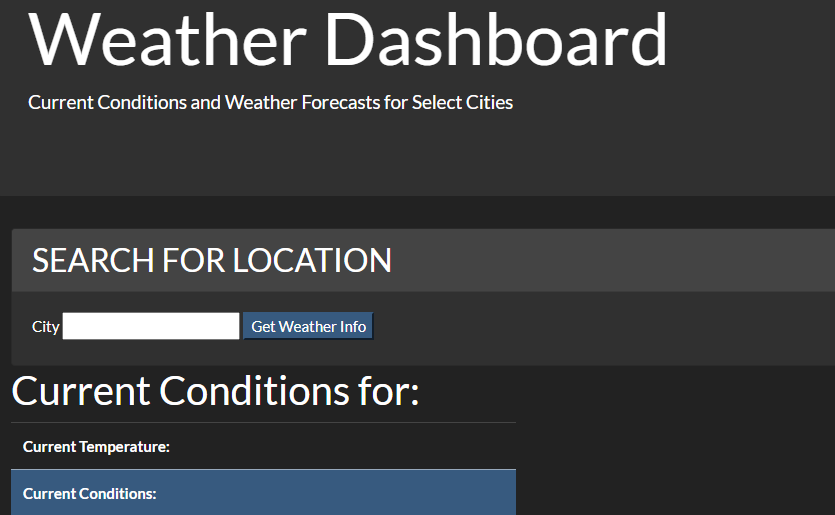 Weather Dashboard
Current Conditions and Weather Forecasts for Select Cities
SEARCH FOR LOCATION
City Get Weather Info
Current Conditions for:
Current Temperature:
Current Conditions: